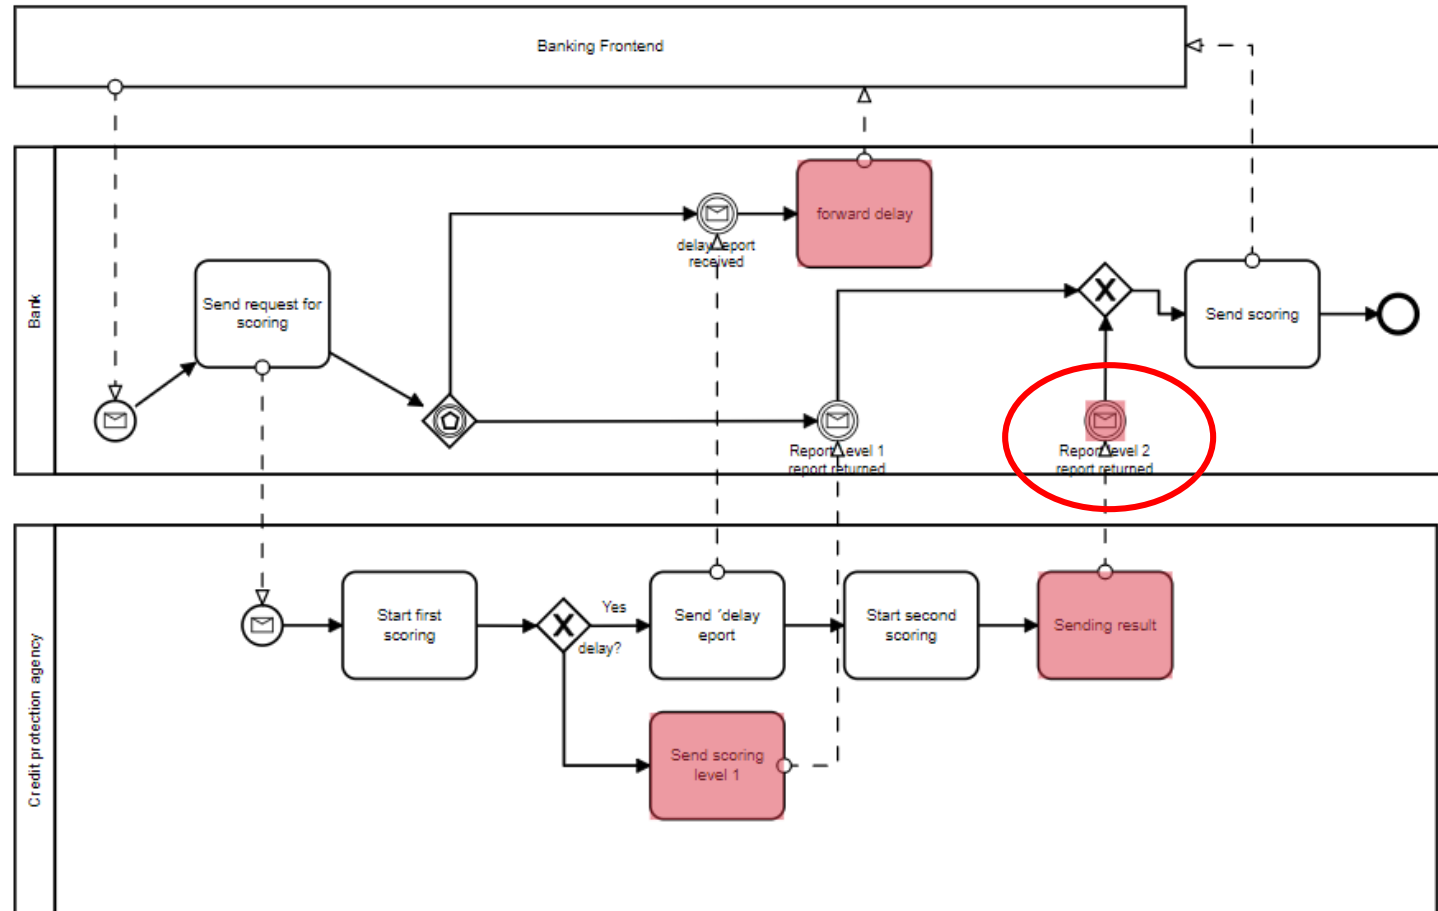 Banking Frontend
Bank
forward delay
delay report
received
Send request for
scoring
Send scoring
Report Level 1
report returned
Report Level 2
report returned
Credit protection agency
Start first
scoring
Yes
delay?
Send ´delay
eport
Start second
scoring
Sending result
Send scoring
level 1